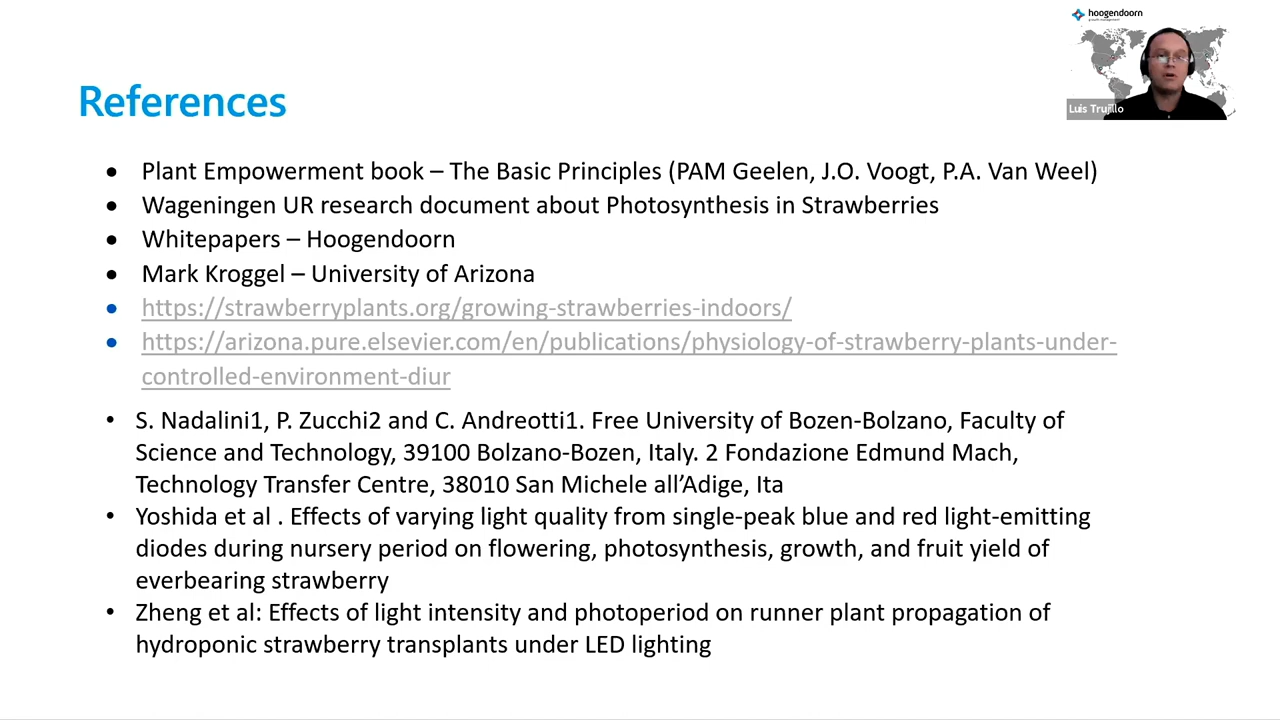 hoogendoorn
References
Luis Trujillo
• Plant Empowerment book – The Basic Principles (PAM Geelen, J.O. Voogt, P.A. Van Weel)
• Wageningen UR research document about Photosynthesis in Strawberries
• Whitepapers – Hoogendoorn
• Mark Kroggel – University of Arizona
• https://strawberryplants.org/growing-strawberries-indoors/
• https://arizona.pure.elsevier.com/en/publications/physiology-of-strawberry-plants-under-
controlled-environment-diur
• S. Nadalini1, P. Zucchi2 and C. Andreotti1. Free University of Bozen-Bolzano, Faculty of
Science and Technology, 39100 Bolzano-Bozen, Italy. 2 Fondazione Edmund Mach,
Technology Transfer Centre, 38010 San Michele all’Adige, Ita
• Yoshida et al . Effects of varying light quality from single-peak blue and red light-emitting
diodes during nursery period on flowering, photosynthesis, growth, and fruit yield of
everbearing strawberry
• Zheng et al: Effects of light intensity and photoperiod on runner plant propagation of
hydroponic strawberry transplants under LED lighting